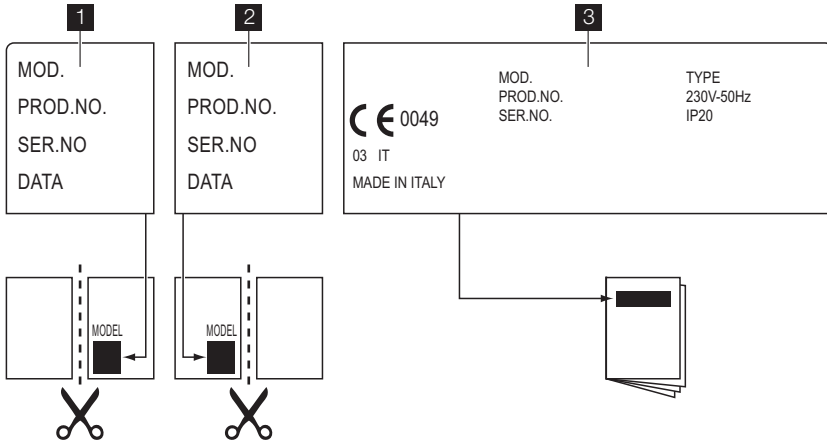 1
MOD.
PROD.NO.
SER.NO
DATA
MODEL
2
MOD.
PROD.NO.
SER.NO
DATA
MODEL
3
MOD.
PROD.NO.
SER.NO.
TYPE
230V-50Hz
IP20
CE 0049
03 IT
MADE IN ITALY